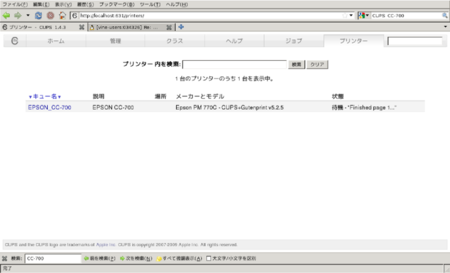 ファイル(F) 編集(E) 表示(V) 履歴(S) ブックマーク(B) ツール(T) ヘルプ(H)
http://localhost:631/printers/
CUPS CC-700
プリンター - CUPS 1.4.3
ホーム 管理 クラス ヘルプ ジョブ プリンター
プリンター 内を検索: 検索 クリア
1 台のプリンターのうち 1 台を表示中。
▼キュー名▼ 説明 場所 メーカーとモデル 状態
EPSON_CC-700 EPSON CC-700 Epson PM 770C - CUPS+Gutenprint v5.2.5 待機 - "Finished page 1..."
CUPS and the CUPS logo are trademarks of Apple Inc. CUPS is copyright 2007-2009 Apple Inc. All rights reserved.
検索: CC-700 前を検索(P) 次を検索(N) すべて強調表示(A) 大文字/小文字を区別
完了